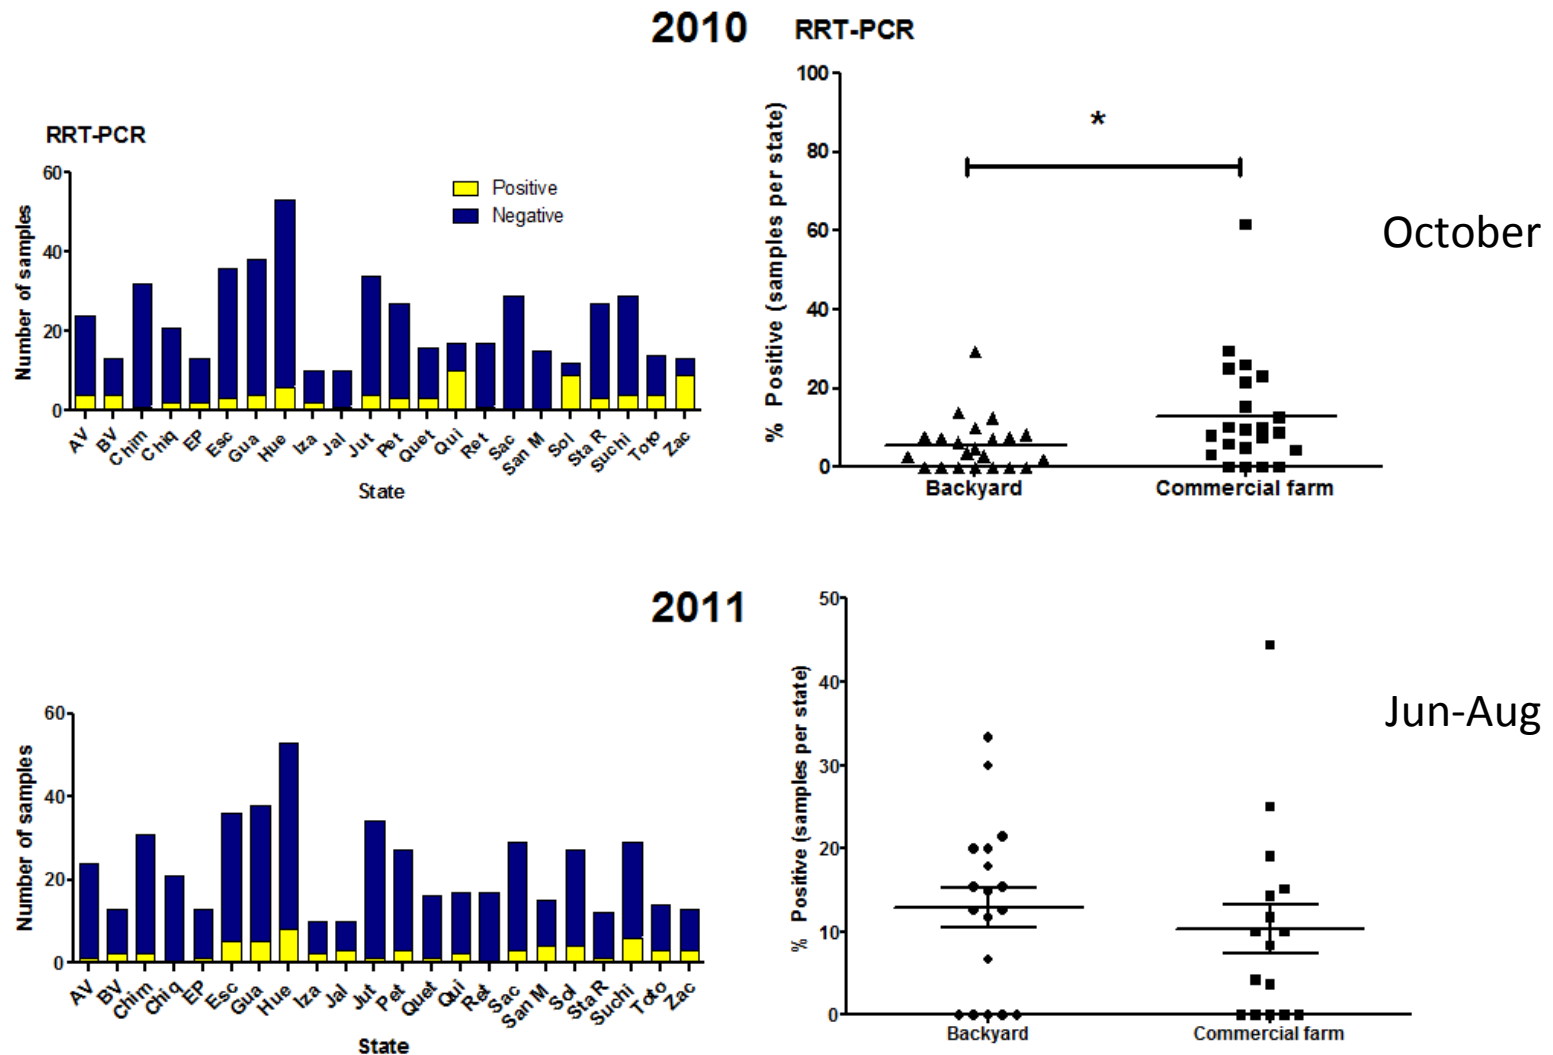 2010
RRT-PCR
RRT-PCR
Number of samples
60
40
20
0
Positive
Negative
AV
BV
Chim
Chiq
EP
Esc
Gua
Hue
Iza
Jal
Jut
Pet
Quet
Qui
Ret
Sac
San M
Sol
Sta R
Suchi
Toto
Zac
State
% Positive (samples per state)
100
80
60
40
20
0
*
Backyard
Commercial farm
October
2011
Number of samples
60
40
20
0
AV
BV
Chim
Chiq
EP
Esc
Gua
Hue
Iza
Jal
Jut
Pet
Quet
Qui
Ret
Sac
San M
Sol
Sta R
Suchi
Toto
Zac
State
% Positive (samples per state)
50
40
30
20
10
0
Backyard
Commercial farm
Jun-Aug